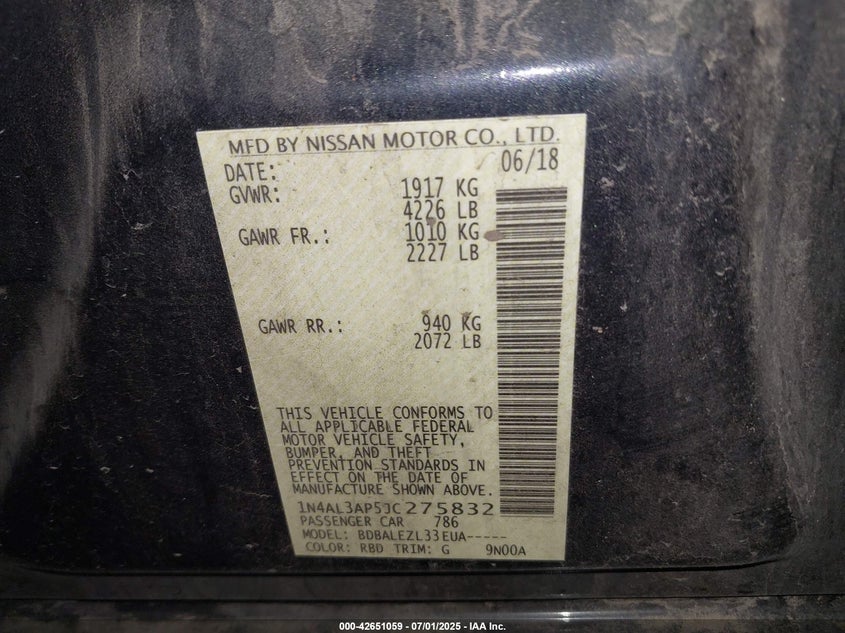 MFD BY NISSAN MOTOR CO., LTD.
DATE: 06/18
GVWR: 1917 KG
4226 LB
GAWR FR.: 1010 KG
2227 LB
GAWR RR.: 940 KG
2072 LB
THIS VEHICLE CONFORMS TO
ALL APPLICABLE FEDERAL
MOTOR VEHICLE SAFETY,
BUMPER, AND THEFT
PREVENTION STANDARDS IN
EFFECT ON THE DATE OF
MANUFACTURE SHOWN ABOVE.
1N4AL3AP5JC275832
PASSENGER CAR 786
MODEL: BDBALEZL33EUA-----
COLOR: RBD TRIM: G 9N00A
000-42651059 - 07/01/2025 - IAA Inc.